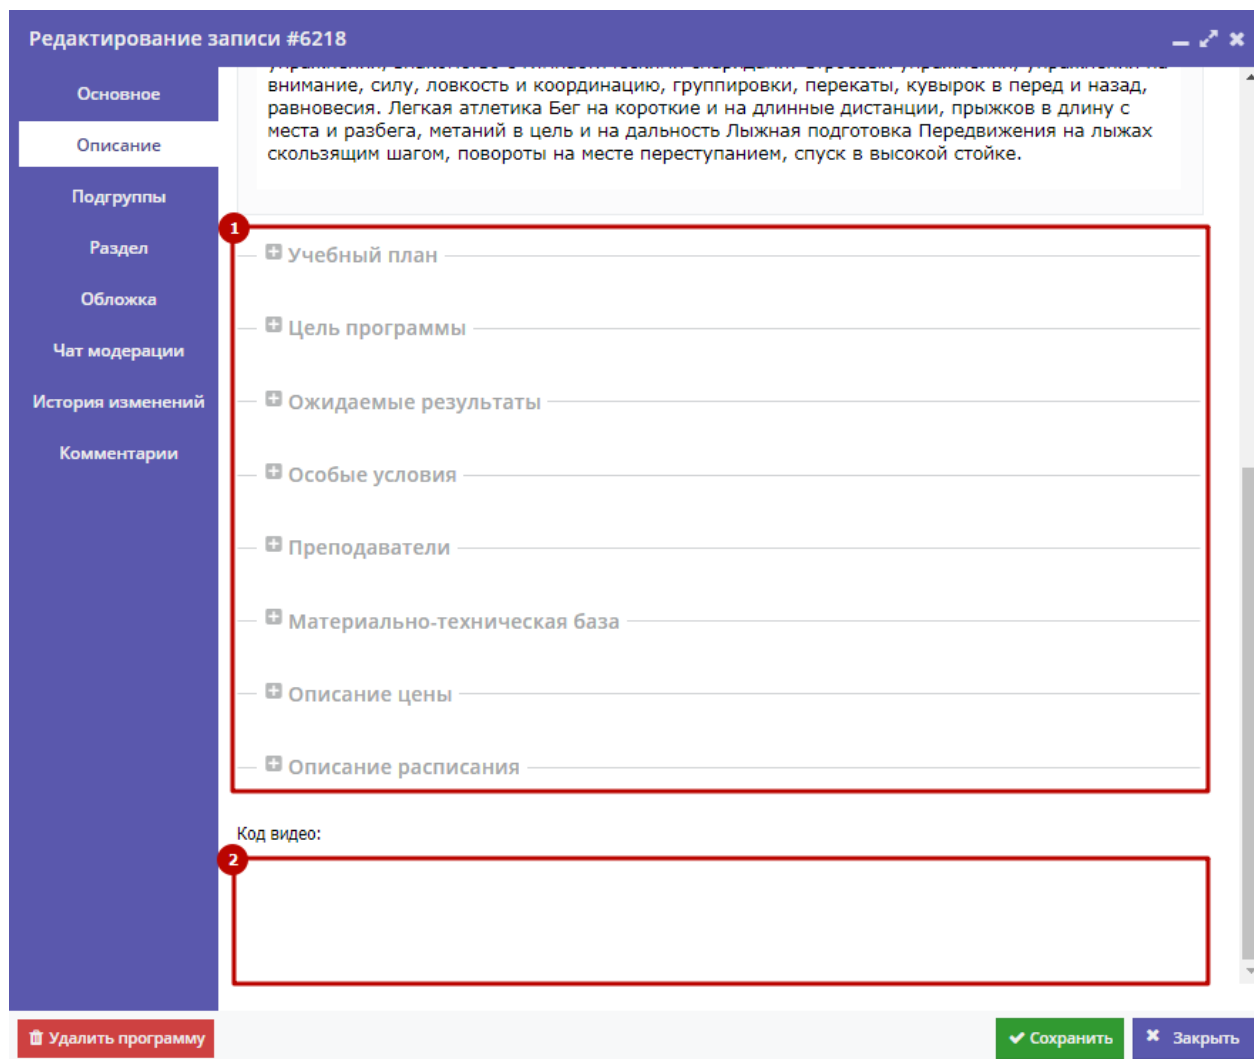 Редактирование записи #6218
Основное
Описание
Подгруппы
Раздел
Обложка
Чат модерации
История изменений
Комментарии
внимание, силу, ловкость и координацию, группировки, перекаты, кувырок в перед и назад,
равновесия. Легкая атлетика Бег на короткие и на длинные дистанции, прыжков в длину с
места и разбега, метаний в цель и на дальность Лыжная подготовка Передвижения на лыжах
скользящим шагом, повороты на месте переступанием, спуск в высокой стойке.
1
Учебный план
Цель программы
Ожидаемые результаты
Особые условия
Преподаватели
Материально-техническая база
Описание цены
Описание расписания
Код видео:
2
Удалить программу
Сохранить
Закрыть